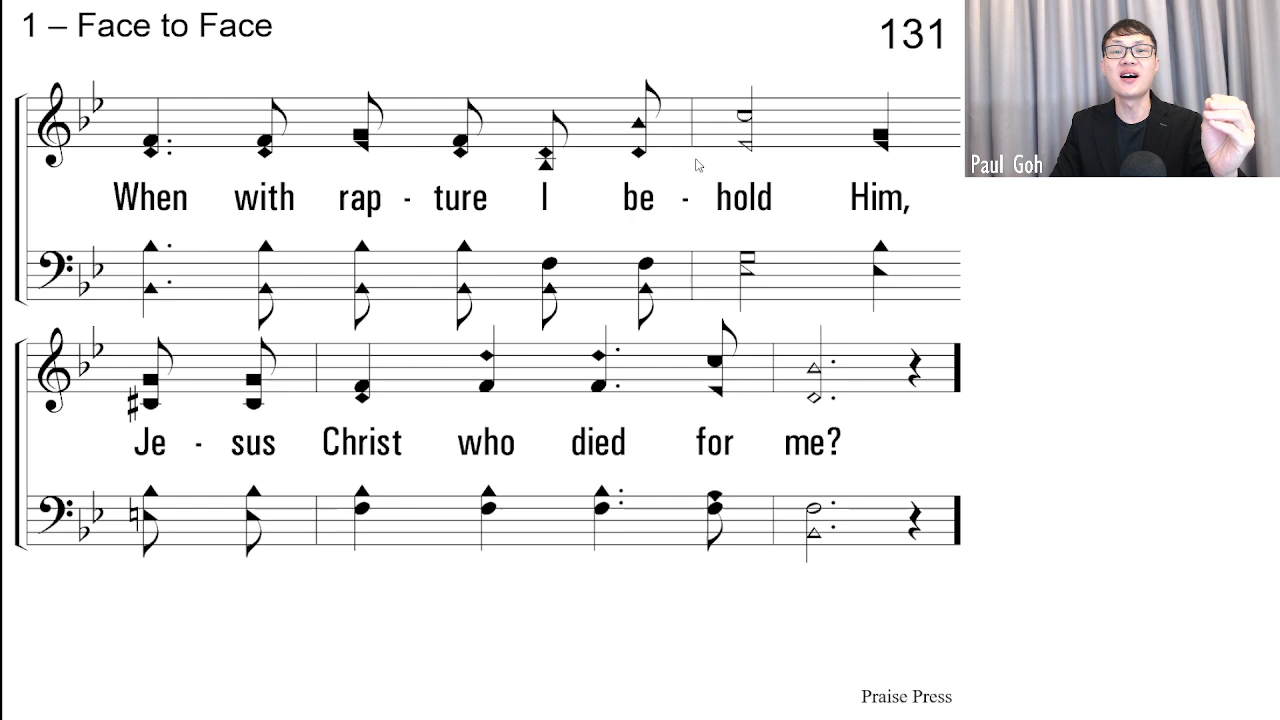 1 – Face to Face
131
Paul Goh
When with rap - ture I be - hold Him,
Je - sus Christ who died for me?
Praise Press